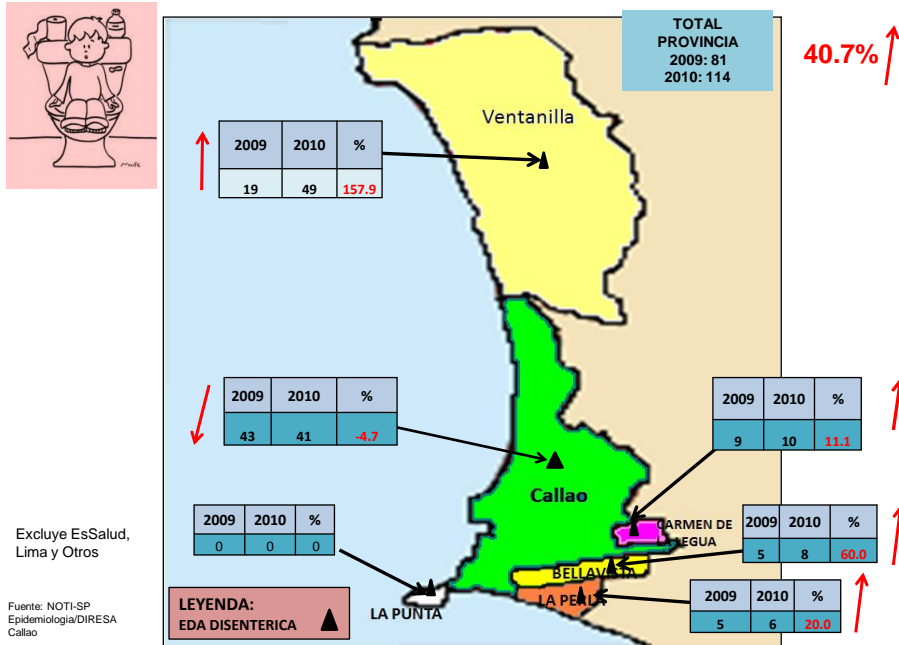 TOTAL
PROVINCIA
2009: 81
2010: 114
40.7%
Ventanilla
2009 2010 %
19 49 157.9
2009 2010 %
43 41 -4.7
2009 2010 %
9 10 11.1
Callao
2009 2010 %
0 0 0
CARMEN DE
LA LEGUA
2009 2010 %
5 8 60.0
BELLAVISTA
LA PERLA
2009 2010 %
5 6 20.0
LA PUNTA
Excluye EsSalud,
Lima y Otros
LEYENDA:
EDA DISENTERICA
Fuente: NOTI-SP
Epidemiologia/DIRESA
Callao